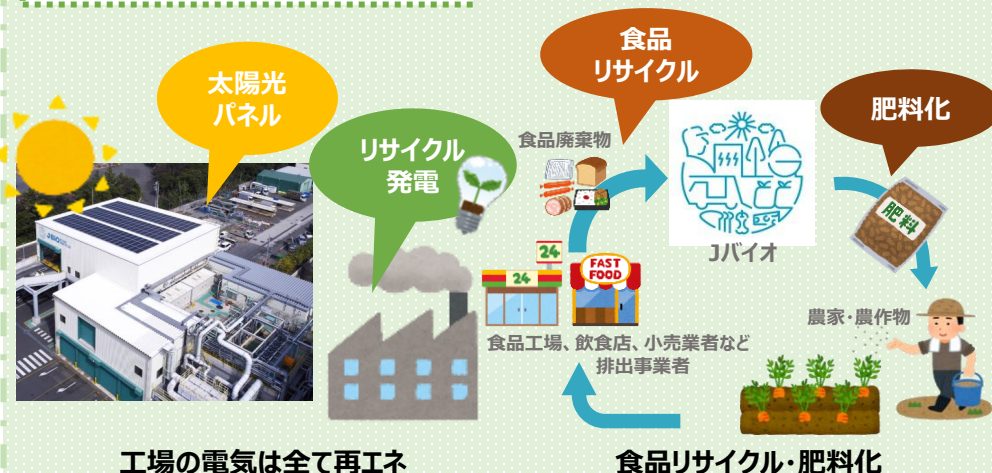 太陽光
パネル
リサイクル
発電
食品
リサイクル
肥料化
食品廃棄物
肥料
Jバイオ
24
24
FAST
FOOD
食品工場、飲食店、小売業者など
排出事業者
農家・農作物
工場の電気は全て再エネ
食品リサイクル・肥料化